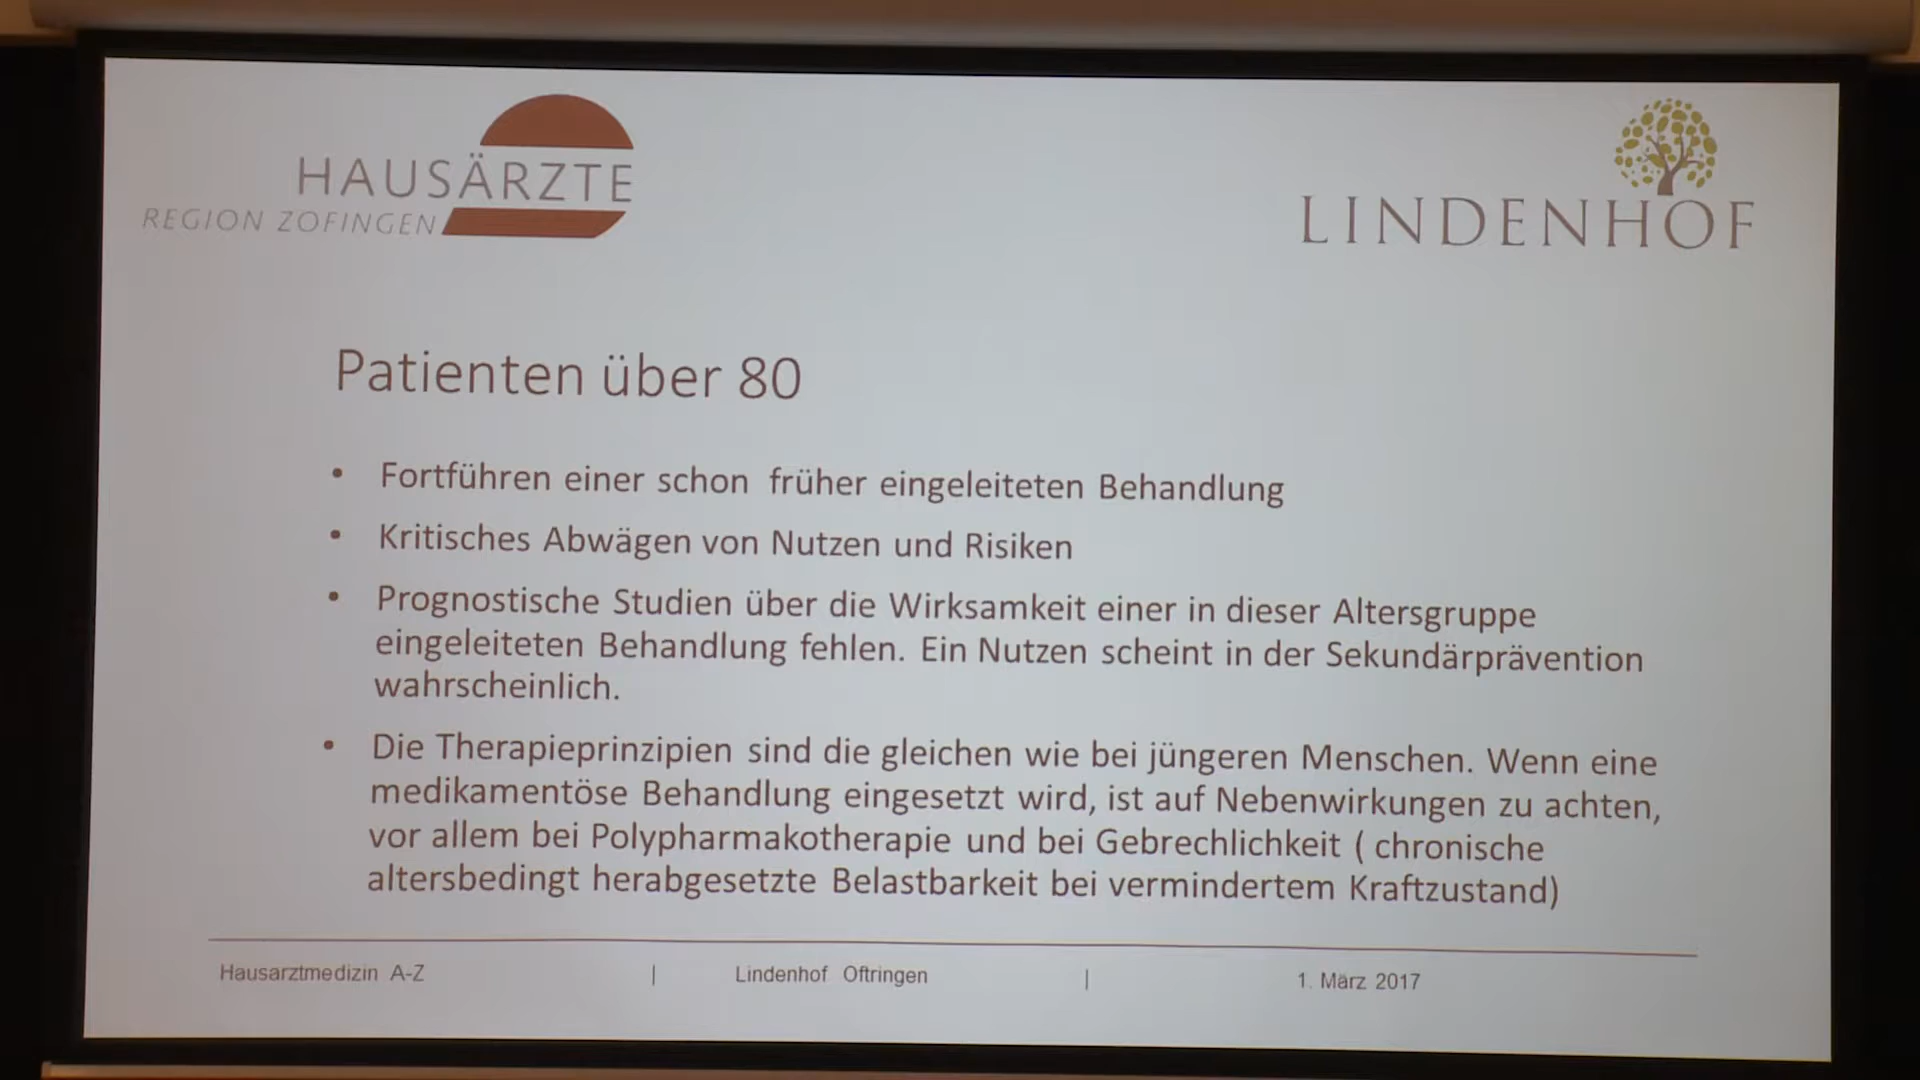 HAUSÄRZTE
REGION ZOFINGEN
LINDENHOF
Patienten über 80
• Fortführen einer schon früher eingeleiteten Behandlung
• Kritisches Abwägen von Nutzen und Risiken
• Prognostische Studien über die Wirksamkeit einer in dieser Altersgruppe
eingeleiteten Behandlung fehlen. Ein Nutzen scheint in der Sekundärprävention
wahrscheinlich.
• Die Therapieprinzipien sind die gleichen wie bei jüngeren Menschen. Wenn eine
medikamentöse Behandlung eingesetzt wird, ist auf Nebenwirkungen zu achten,
vor allem bei Polypharmakotherapie und bei Gebrechlichkeit ( chronische
altersbedingt herabgesetzte Belastbarkeit bei vermindertem Kraftzustand)
Hausarztmedizin A-Z | Lindenhof Oftringen | 1. März 2017